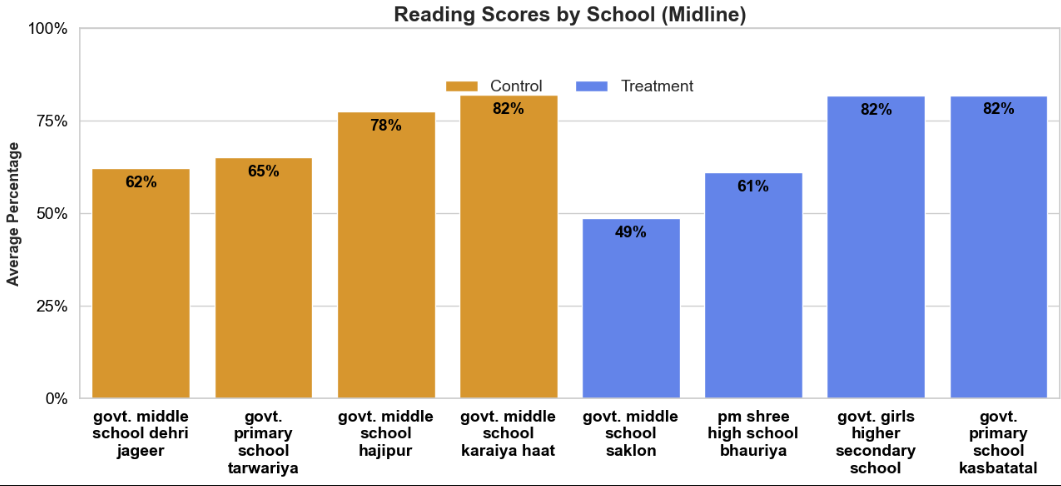 Reading Scores by School (Midline)
100%
75%
50%
25%
0%
Average Percentage
Control
Treatment
62%
65%
78%
82%
49%
61%
82%
82%
govt. middle
school dehri
jageer
govt.
primary
school
tarwariya
govt. middle
school
hajipur
govt. middle
school
karaiya haat
govt. middle
school
saklon
pm shree
high school
bhauriya
govt. girls
higher
secondary
school
govt.
primary
school
kasbatatal